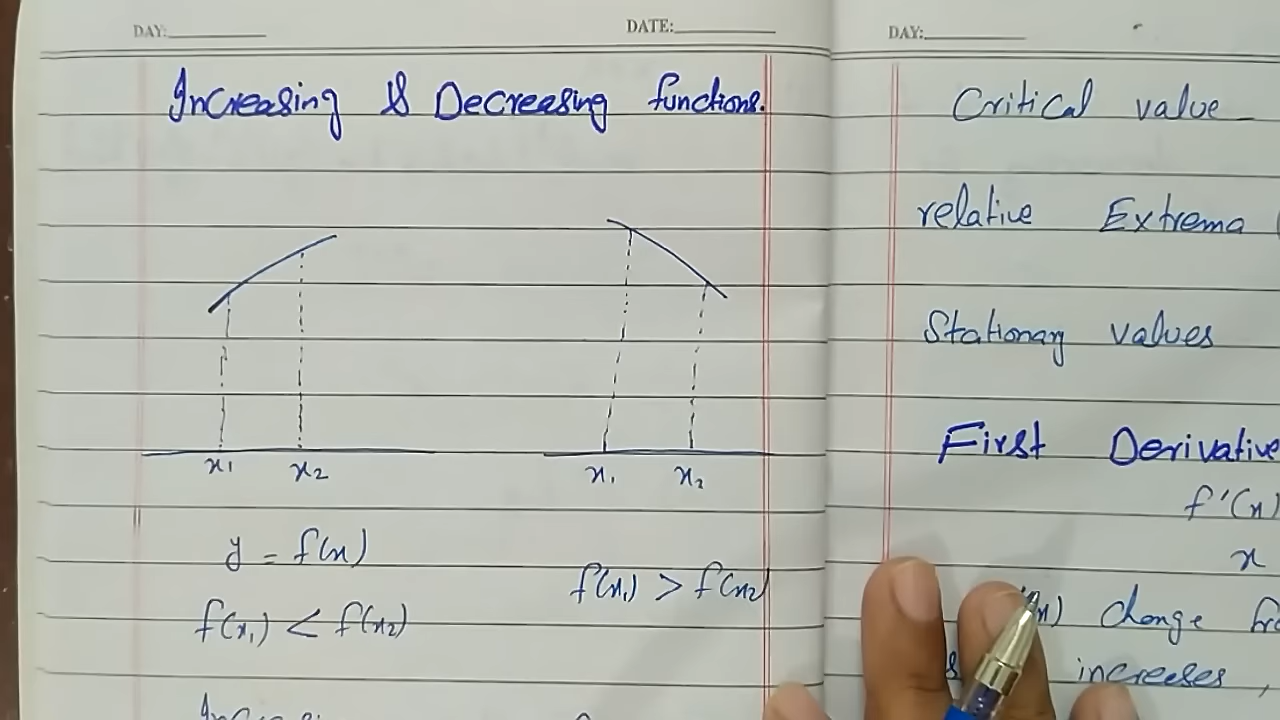 DAY:
DATE:
Increasing & Decreasing functions.
x1 x2
x1 x2
y = f(x)
f(x1) < f(x2)
f(x1) > f(x2)
DAY:
Critical value
relative Extrema
Stationary values
First Derivative
f'(x)
x
change
increases,